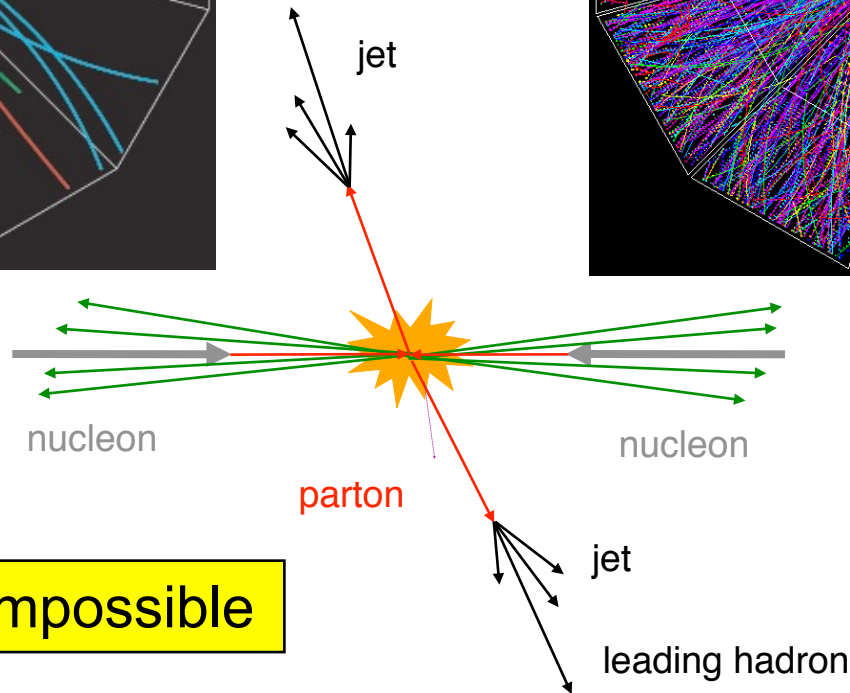 jet
nucleon
nucleon
parton
jet
mpossible
leading hadron